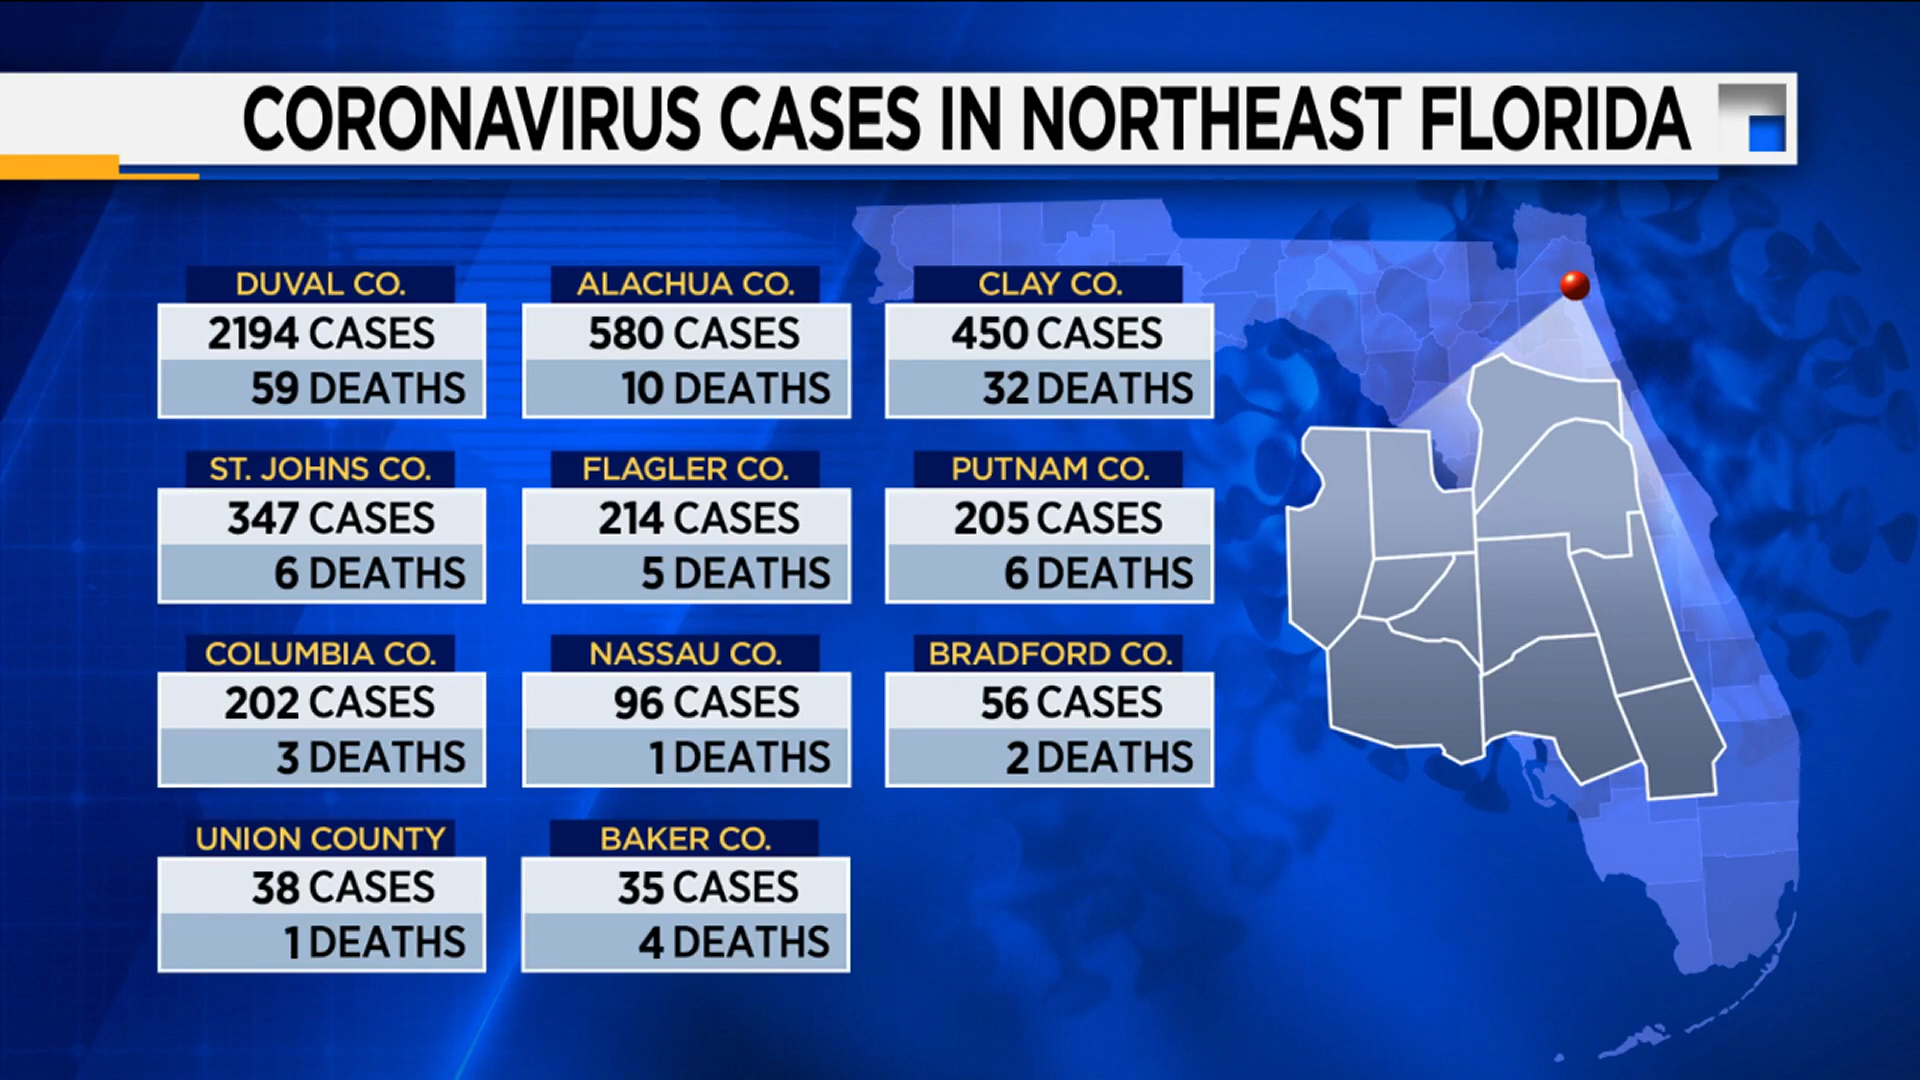 CORONAVIRUS CASES IN NORTHEAST FLORIDA
DUVAL CO.
2194 CASES
59 DEATHS
ALACHUA CO.
580 CASES
10 DEATHS
CLAY CO.
450 CASES
32 DEATHS
ST. JOHNS CO.
347 CASES
6 DEATHS
FLAGLER CO.
214 CASES
5 DEATHS
PUTNAM CO.
205 CASES
6 DEATHS
COLUMBIA CO.
202 CASES
3 DEATHS
NASSAU CO.
96 CASES
1 DEATHS
BRADFORD CO.
56 CASES
2 DEATHS
UNION COUNTY
38 CASES
1 DEATHS
BAKER CO.
35 CASES
4 DEATHS